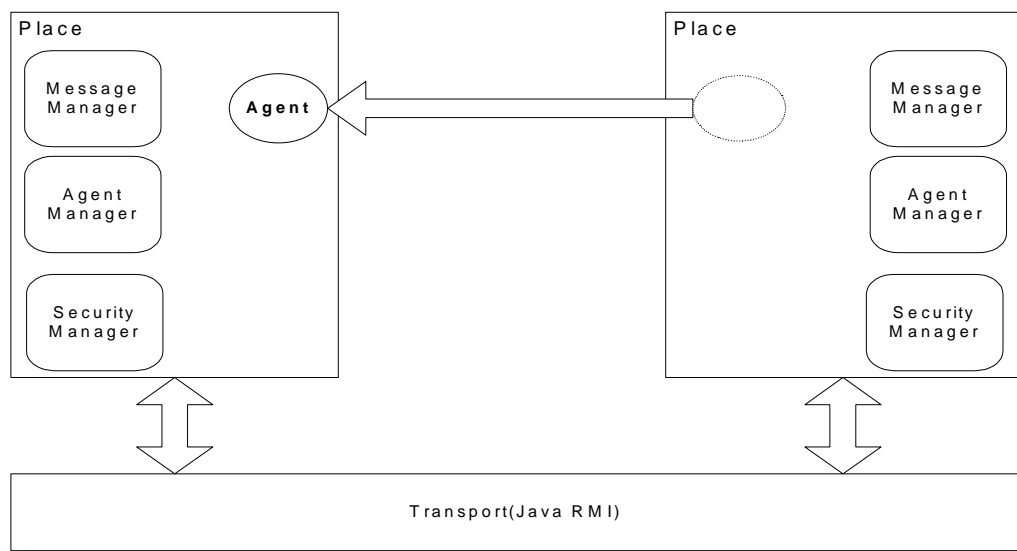 Place
Message
Manager
Agent
Agent
Manager
Security
Manager
Place
Message
Manager
Agent
Manager
Security
Manager
Transport(Java RMI)